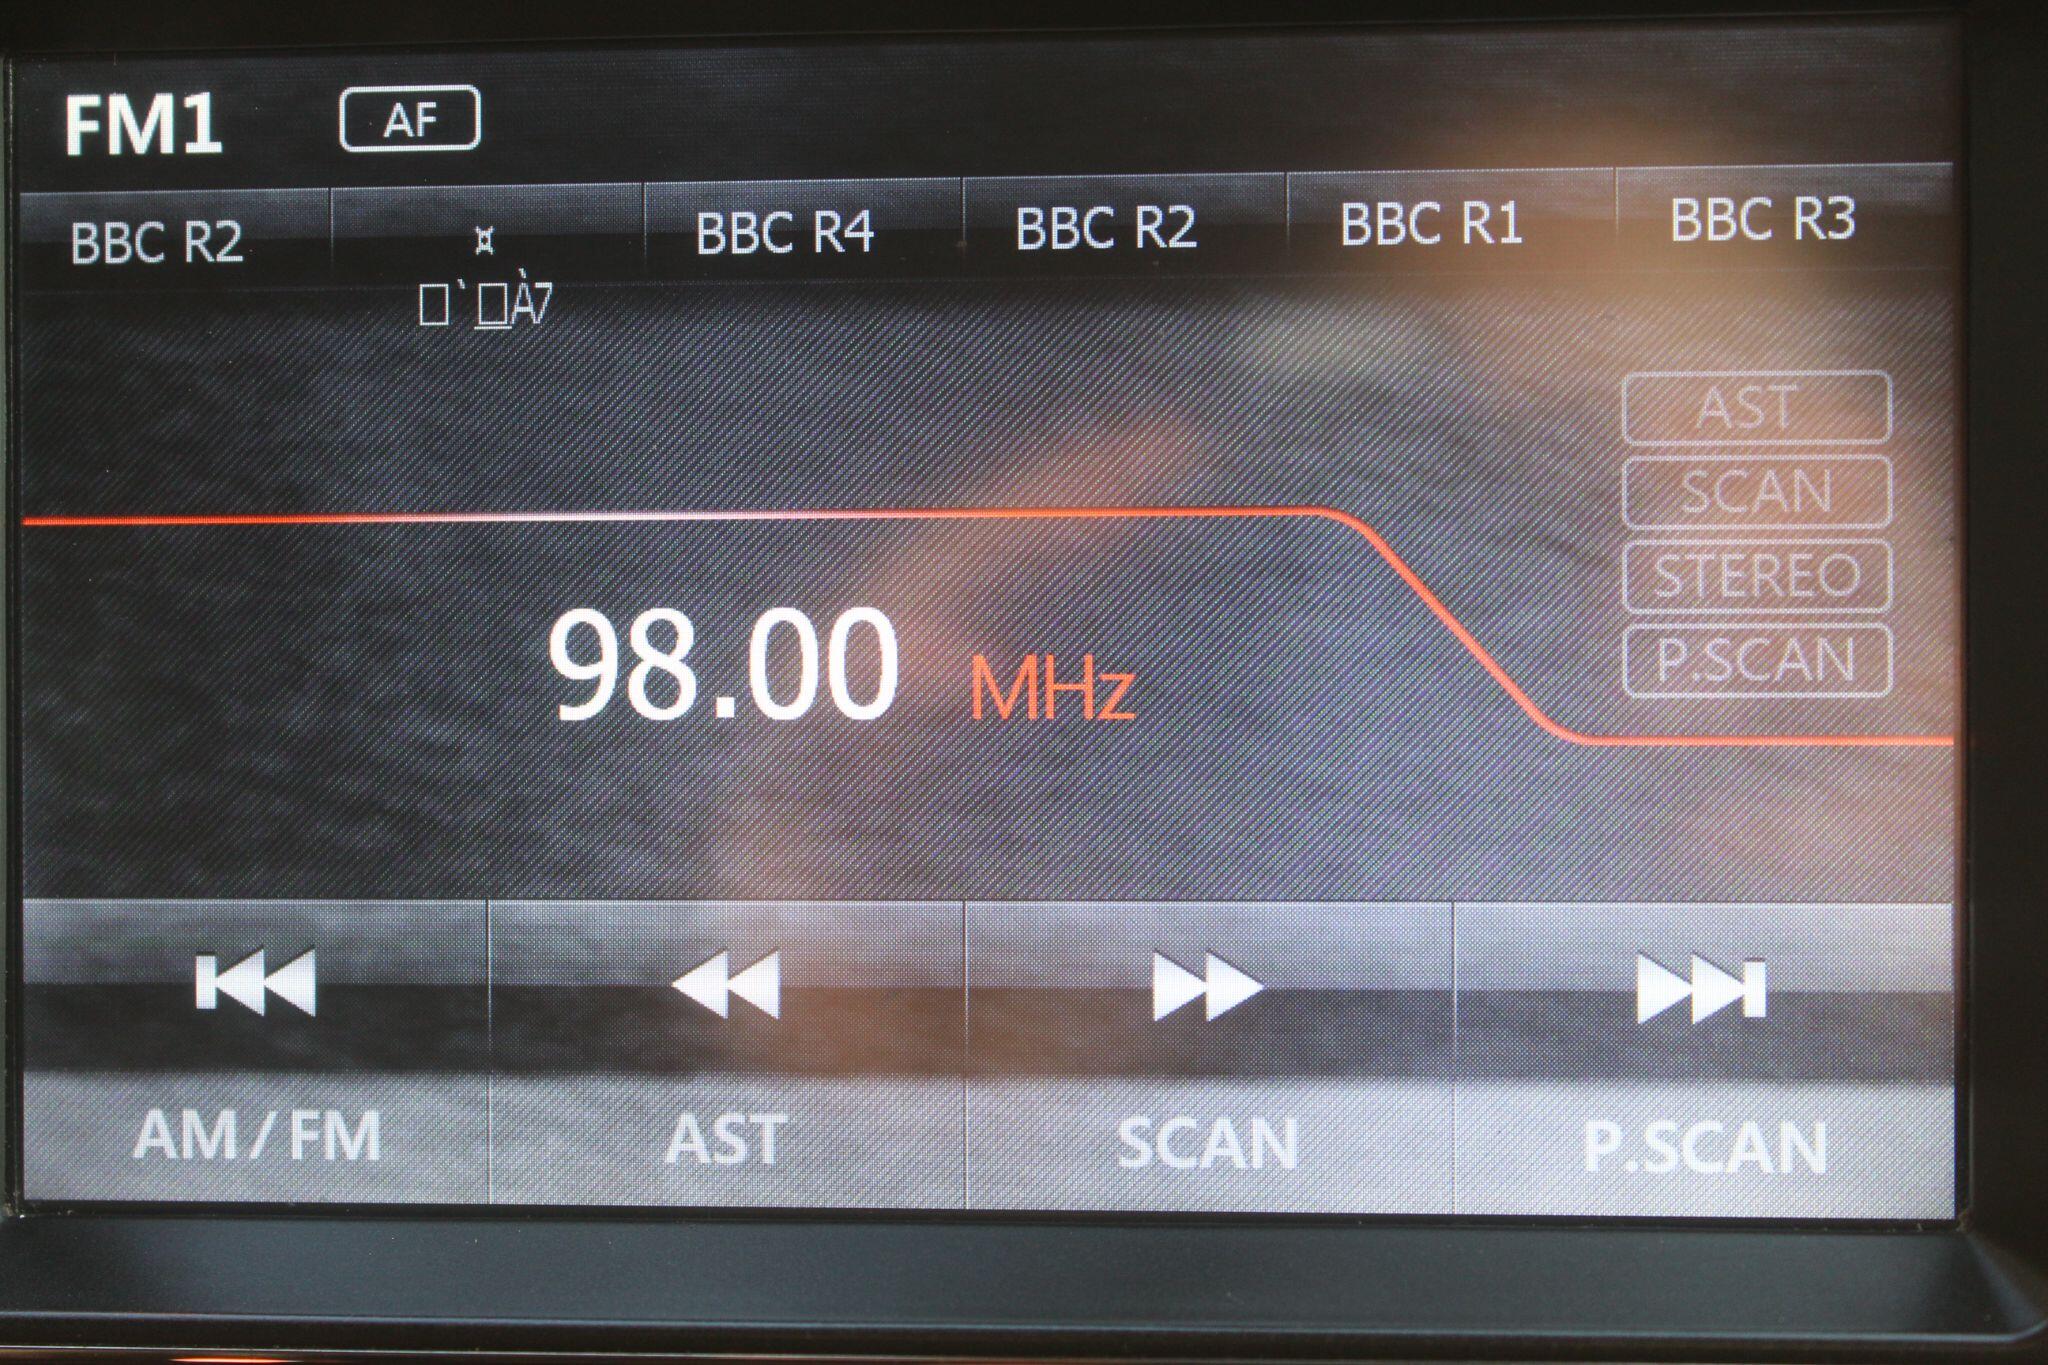 FM1 AF
BBC R2 ¤ BBC R4 BBC R2 BBC R1 BBC R3
□`□À7
AST
SCAN
STEREO
P.SCAN
98.00 MHz
AM/FM AST SCAN P.SCAN